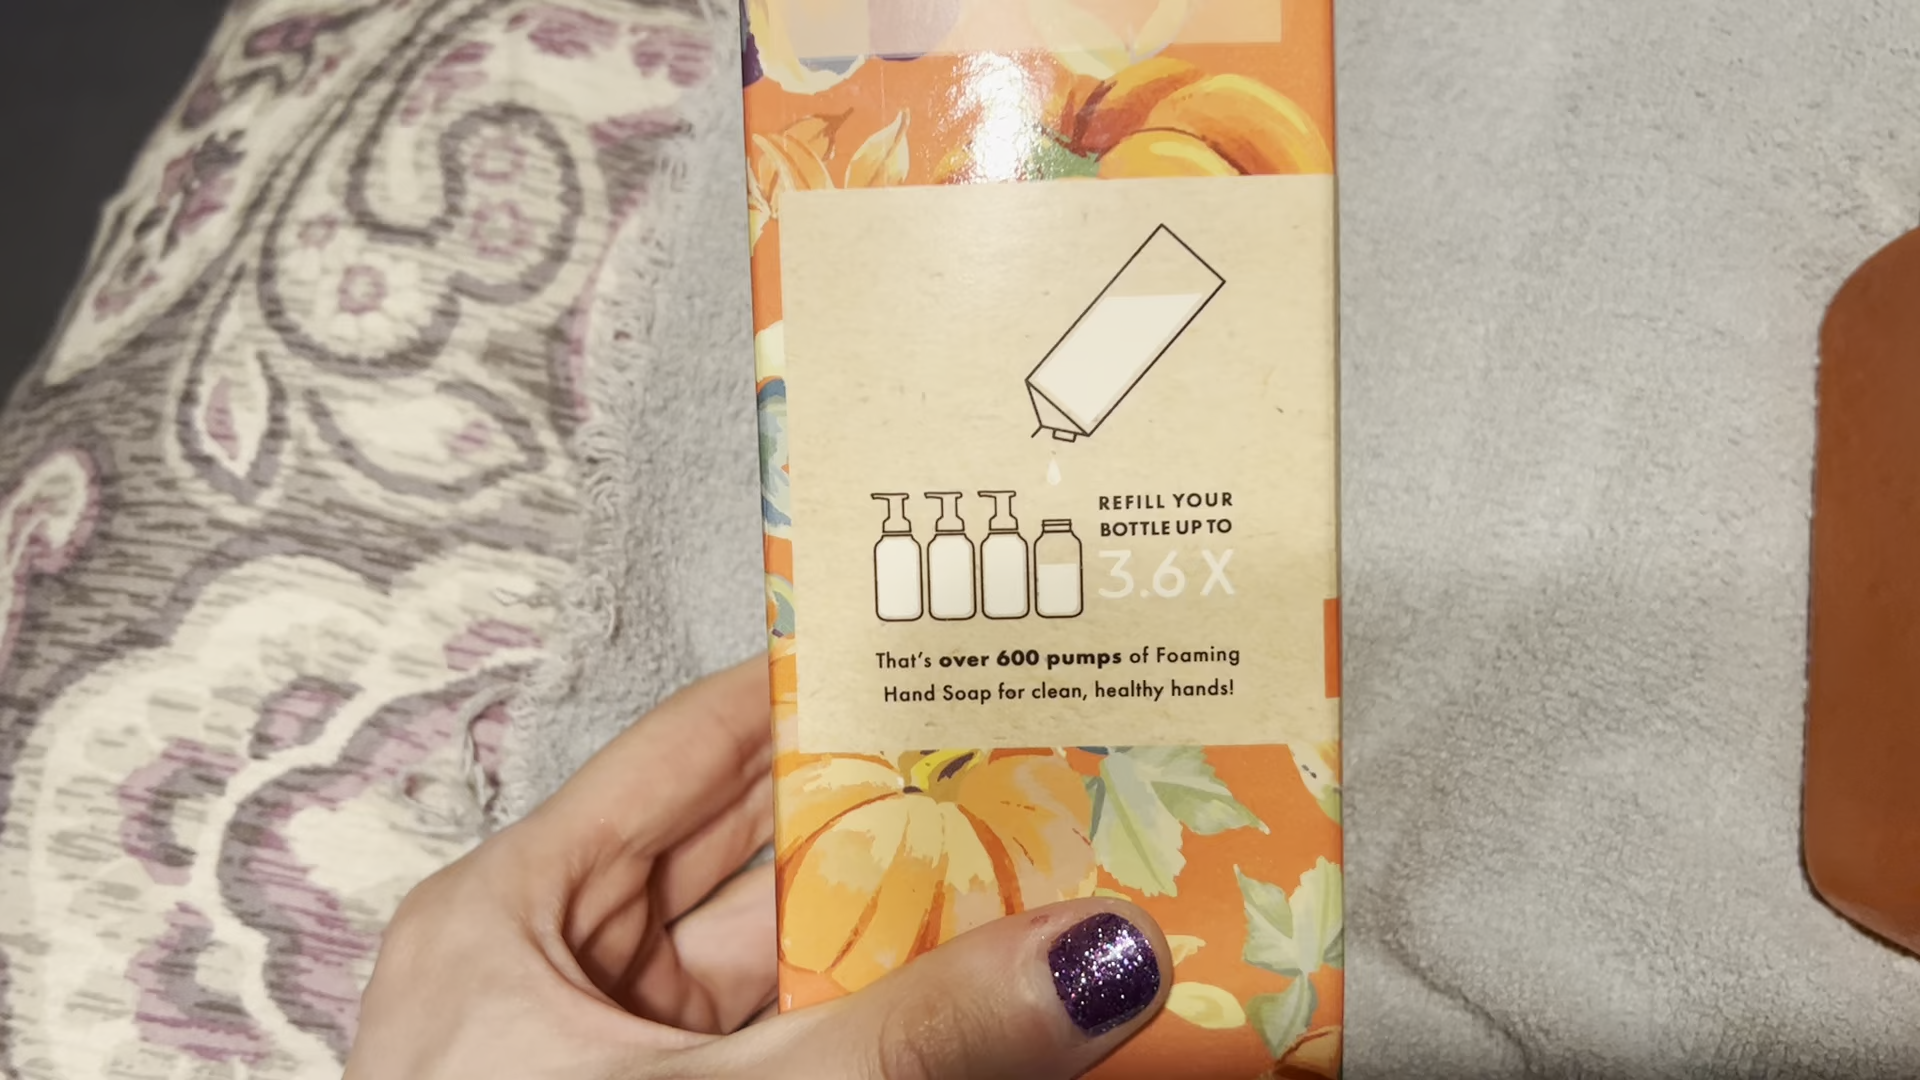 REFILL YOUR
BOTTLE UP TO
3.6 X
That's over 600 pumps of Foaming
Hand Soap for clean, healthy hands!